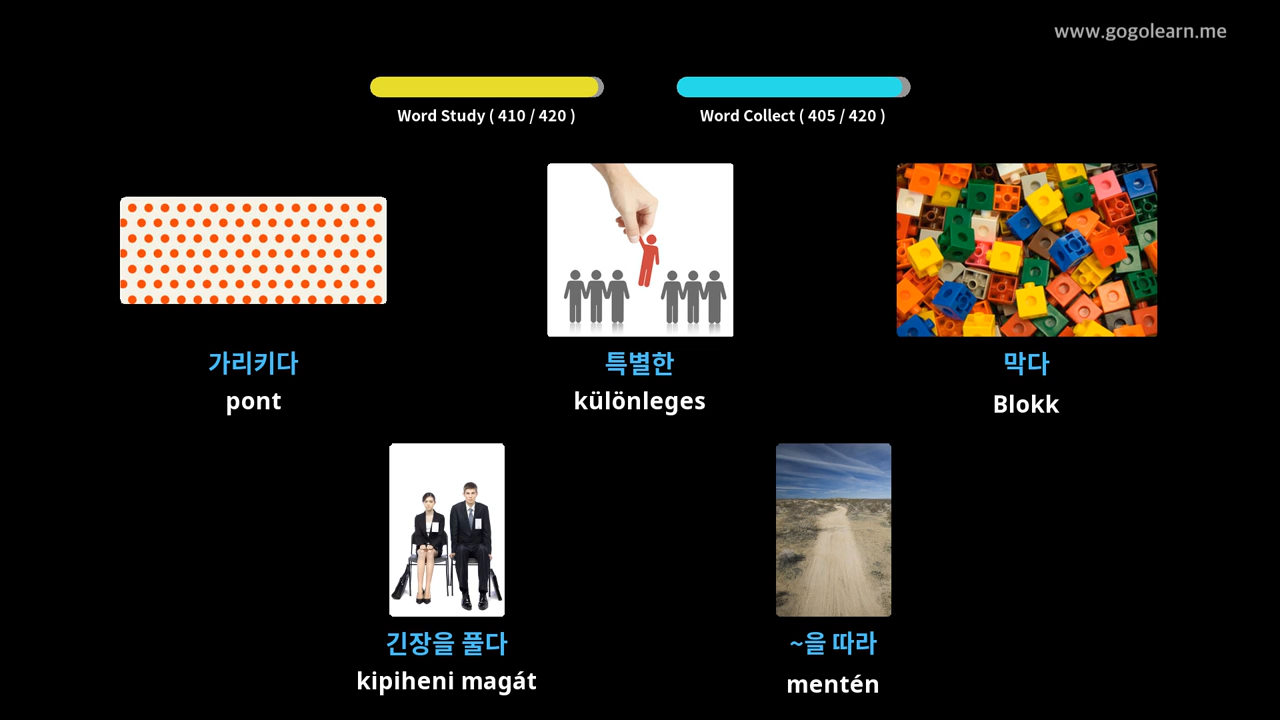 www.gogolearn.me
Word Study ( 410 / 420 )
Word Collect ( 405 / 420 )
가리키다
pont
특별한
különleges
막다
Blokk
긴장을 풀다
kipiheni magát
~을 따라
mentén